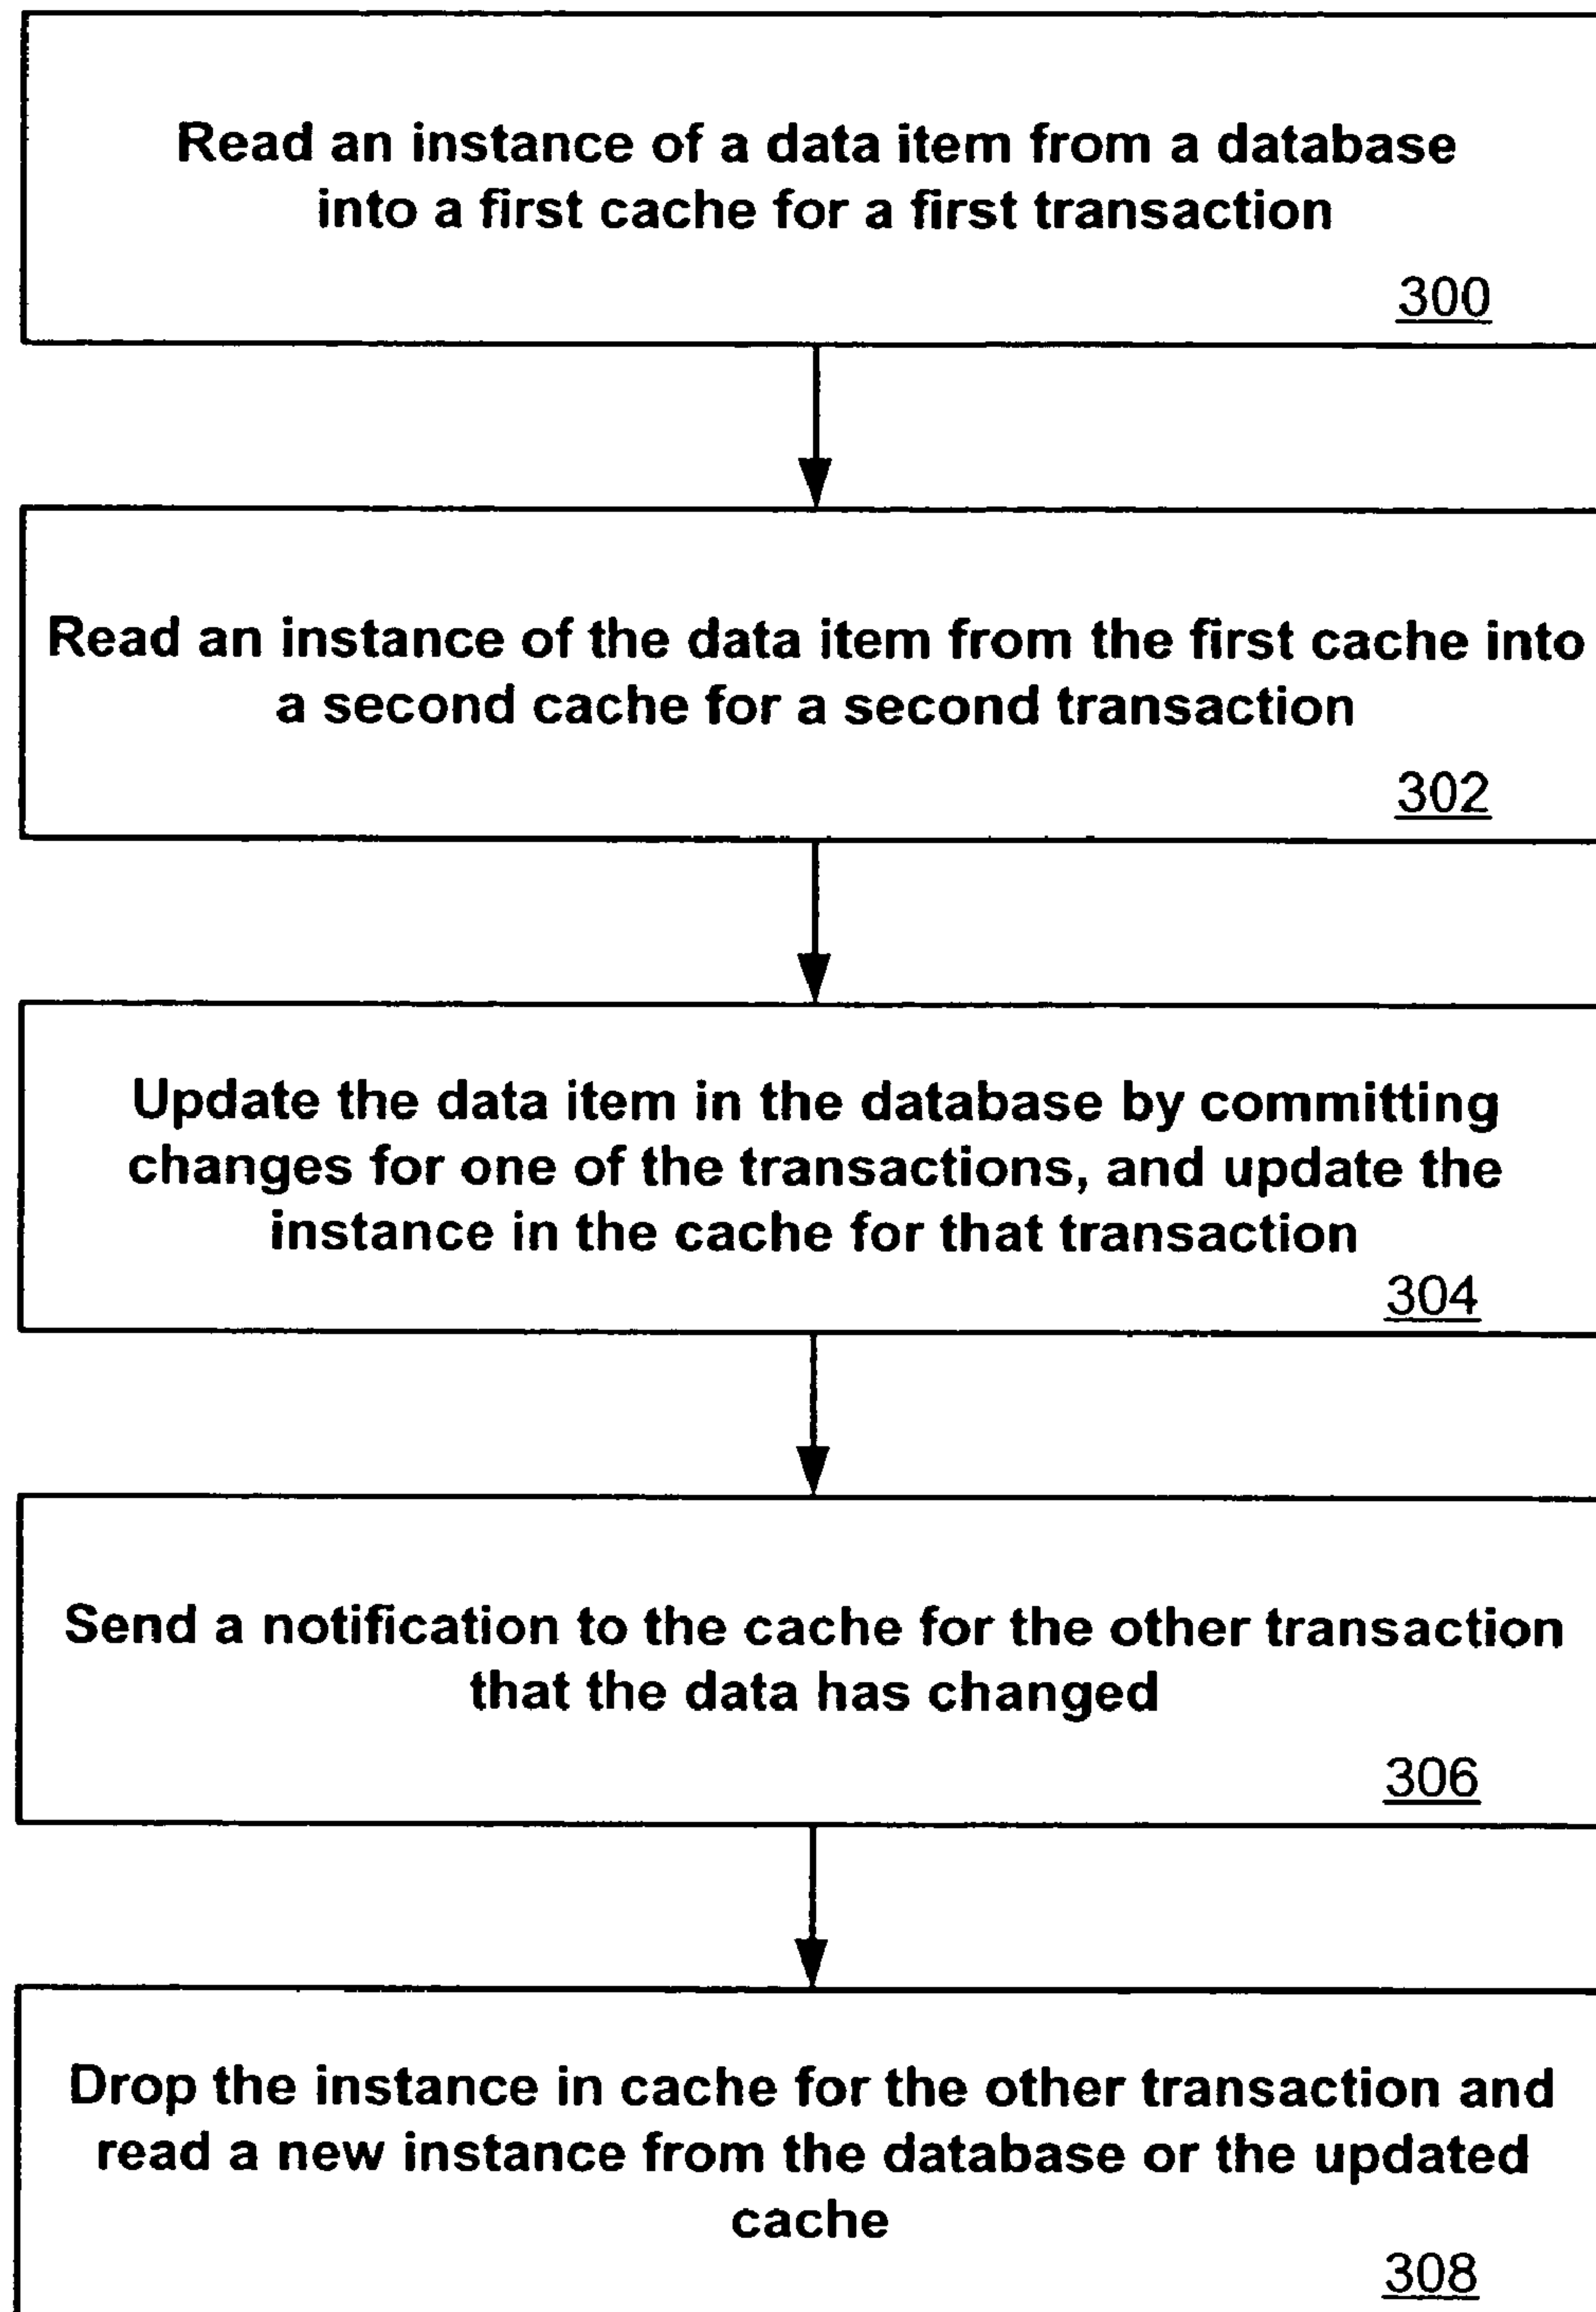 Read an instance of a data item from a database
into a first cache for a first transaction
300
Read an instance of the data item from the first cache into
a second cache for a second transaction
302
Update the data item in the database by committing
changes for one of the transactions, and update the
instance in the cache for that transaction
304
Send a notification to the cache for the other transaction
that the data has changed
306
Drop the instance in cache for the other transaction and
read a new instance from the database or the updated
cache
308